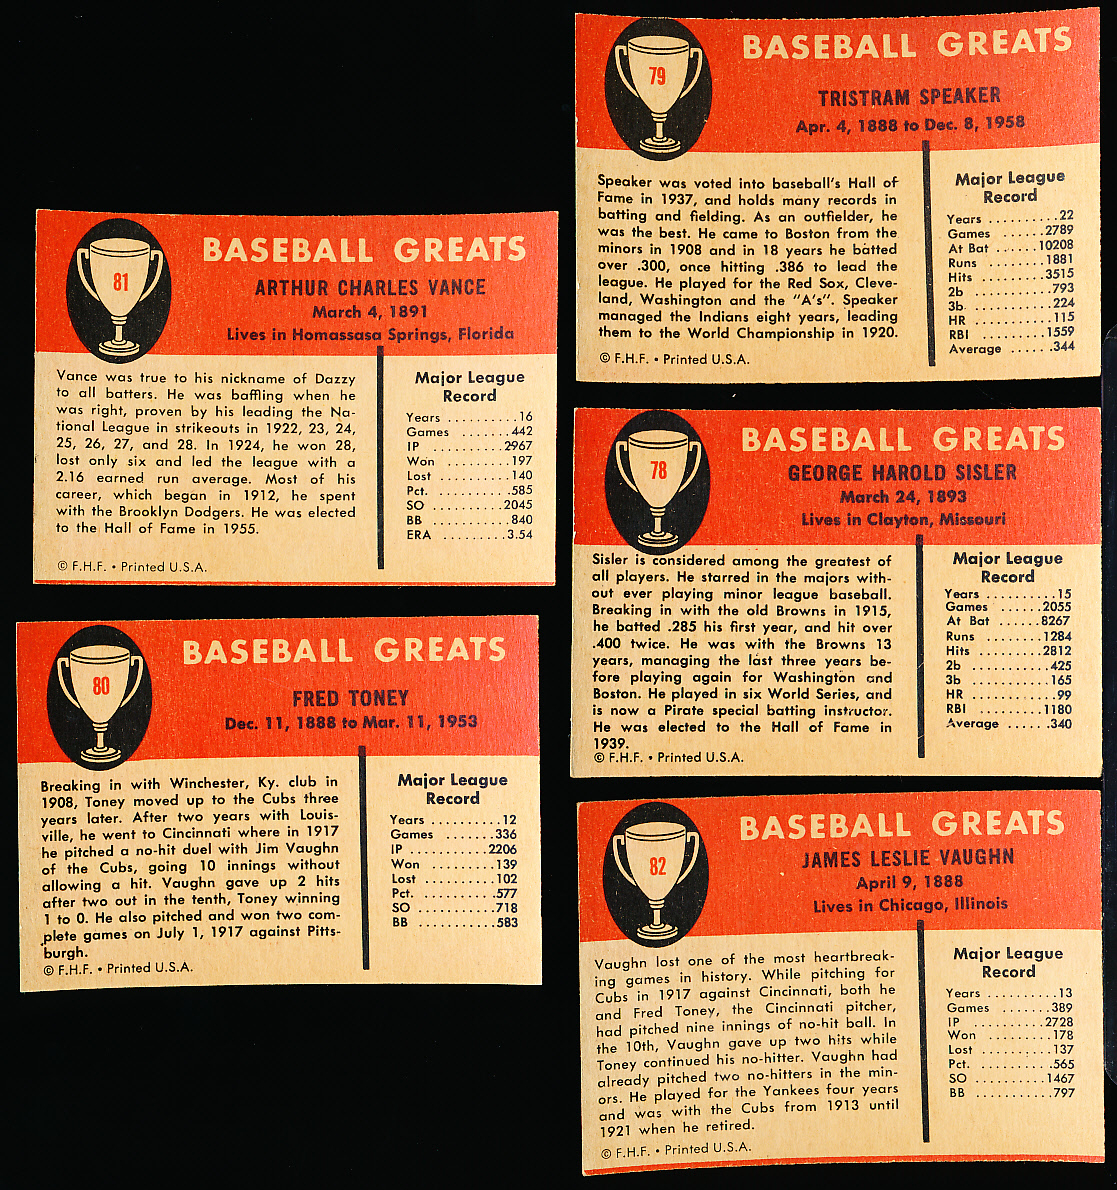 BASEBALL GREATS
79
TRISTRAM SPEAKER
Apr. 4, 1888 to Dec. 8, 1958
Speaker was voted into baseball's Hall of
Fame in 1937, and holds many records in
batting and fielding. As an outfielder, he
was the best. He came to Boston from the
minors in 1908 and in 18 years he batted
over .300, once hitting .386 to lead the
league. He played for the Red Sox, Cleve-
land, Washington and the "A's". Speaker
managed the Indians eight years, leading
them to the World Championship in 1920.
© F.H.F. • Printed U.S.A.
Major League
Record
Years ..........22
Games ......2789
At Bat .....10208
Runs ........1881
Hits ..........3515
2b ............793
3b ............224
HR ............115
RBI ..........1559
Average ......344
BASEBALL GREATS
81
ARTHUR CHARLES VANCE
March 4, 1891
Lives in Homassasa Springs, Florida
Vance was true to his nickname of Dazzy
to all batters. He was baffling when he
was right, proven by his leading the Na-
tional League in strikeouts in 1922, 23, 24,
25, 26, 27, and 28. In 1924, he won 28,
lost only six and led the league with a
2.16 earned run average. Most of his
career, which began in 1912, he spent
with the Brooklyn Dodgers. He was elected
to the Hall of Fame in 1955.
© F.H.F. • Printed U.S.A.
Major League
Record
Years ..........16
Games .......442
IP ..........2967
Won .........197
Lost ..........140
Pct. ..........585
SO ..........2045
BB ............840
ERA .........3.54
BASEBALL GREATS
78
GEORGE HAROLD SISLER
March 24, 1893
Lives in Clayton, Missouri
Sisler is considered among the greatest of
all players. He starred in the majors with-
out ever playing minor league baseball.
Breaking in with the old Browns in 1915,
he batted .285 his first year, and hit over
.400 twice. He was with the Browns 13
years, managing the last three years be-
fore playing again for Washington and
Boston. He played in six World Series, and
is now a Pirate special batting instructor.
He was elected to the Hall of Fame in
1939.
© F.H.F. • Printed U.S.A.
Major League
Record
Years ..........15
Games ......2055
At Bat ......8267
Runs ........1284
Hits ..........2812
2b ............425
3b ............165
HR .............99
RBI ..........1180
Average ......340
BASEBALL GREATS
80
FRED TONEY
Dec. 11, 1888 to Mar. 11, 1953
Breaking in with Winchester, Ky. club in
1908, Toney moved up to the Cubs three
years later. After two years with Louis-
ville, he went to Cincinnati where in 1917
he pitched a no-hit duel with Jim Vaughn
of the Cubs, going 10 innings without
allowing a hit. Vaughn gave up 2 hits
after two out in the tenth, Toney winning
1 to 0. He also pitched and won two com-
plete games on July 1, 1917 against Pitts-
burgh.
© F.H.F. • Printed U.S.A.
Major League
Record
Years ..........12
Games .......336
IP ..........2206
Won .........139
Lost ..........102
Pct. ..........577
SO ............718
BB ............583
BASEBALL GREATS
82
JAMES LESLIE VAUGHN
April 9, 1888
Lives in Chicago, Illinois
Vaughn lost one of the most heartbreak-
ing games in history. While pitching for
Cubs in 1917 against Cincinnati, both he
and Fred Toney, the Cincinnati pitcher,
had pitched nine innings of no-hit ball. In
the 10th, Vaughn gave up two hits while
Toney continued his no-hitter. Vaughn had
already pitched two no-hitters in the min-
ors. He played for the Yankees four years
and was with the Cubs from 1913 until
1921 when he retired.
© F.H.F. • Printed U.S.A.
Major League
Record
Years ..........13
Games .......389
IP ..........2728
Won .........178
Lost ..........137
Pct. ..........565
SO ..........1467
BB ............797